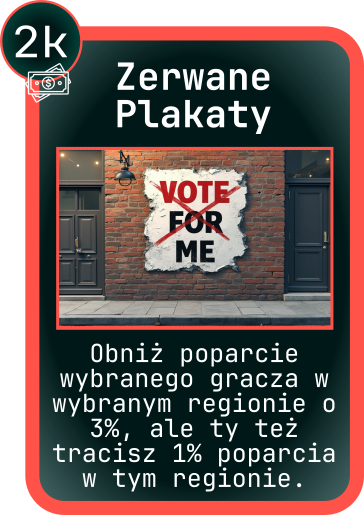 2k
$
Zerwane
Plakaty
VOTE
FOR
ME
Obniż poparcie
wybranego gracza w
wybranym regionie o
3%, ale ty też
tracisz 1% poparcia
w tym regionie.